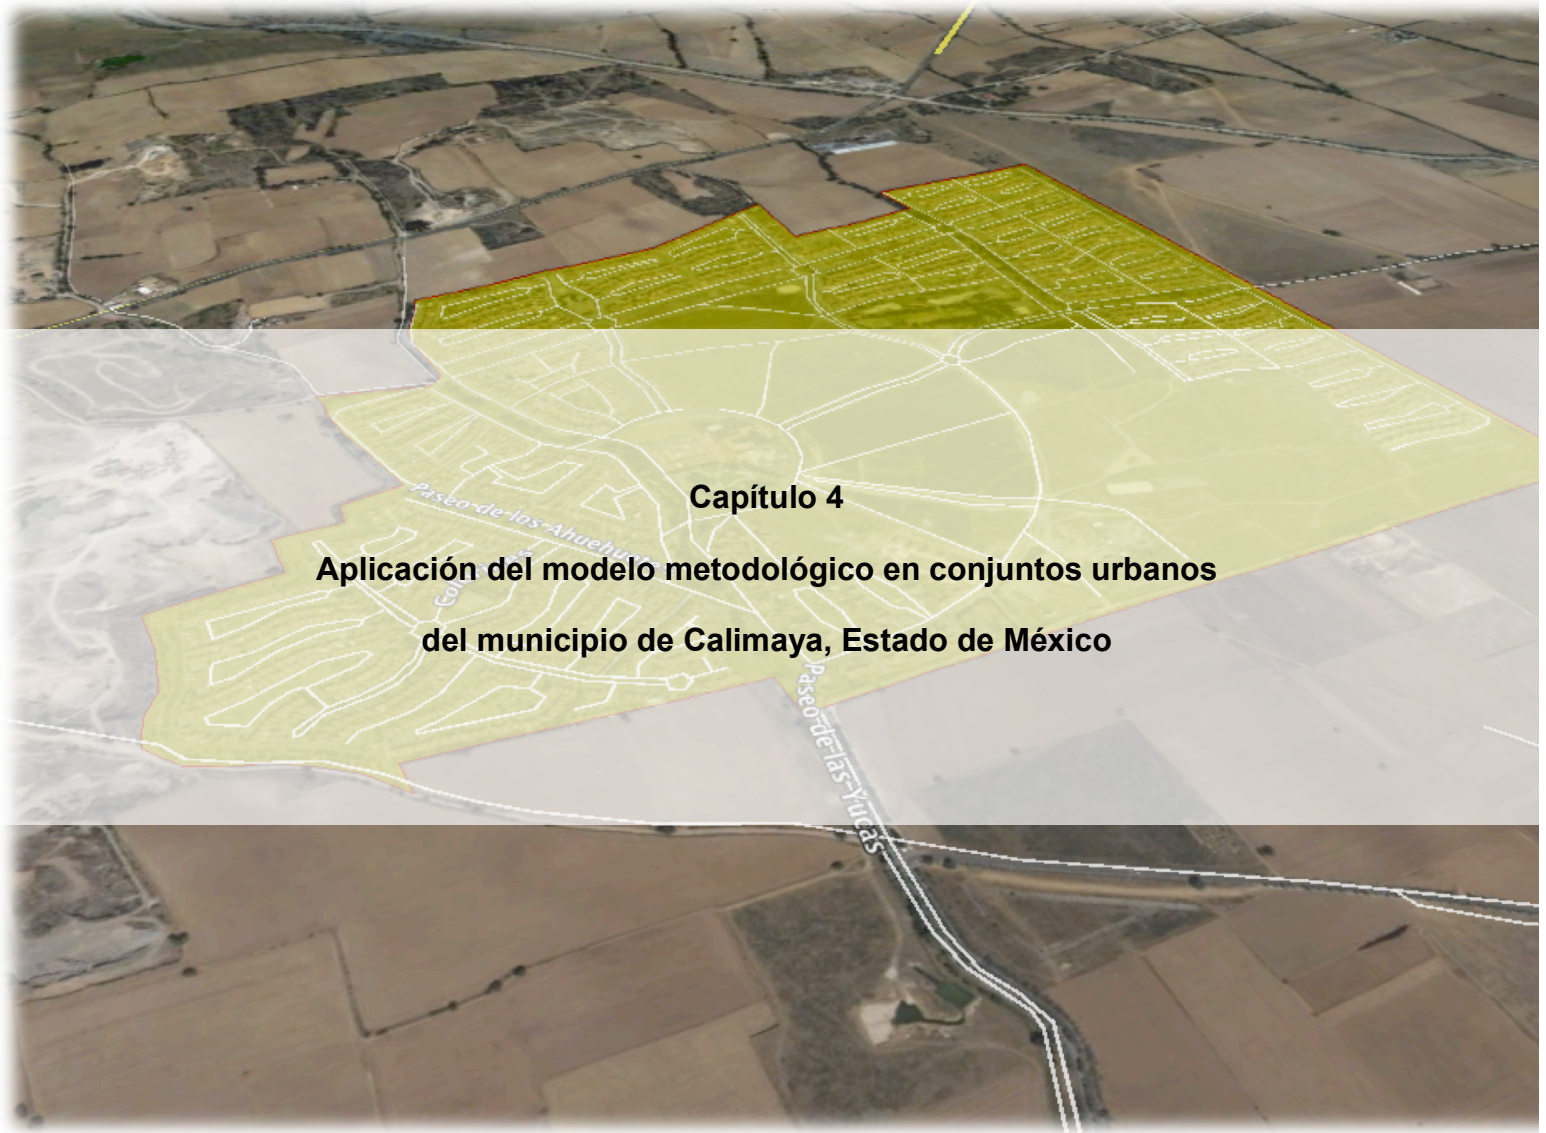 Capítulo 4
Paseo de los Ahuehuetes
Aplicación del modelo metodológico en conjuntos urbanos
del municipio de Calimaya, Estado de México
Paseo de las Yucas